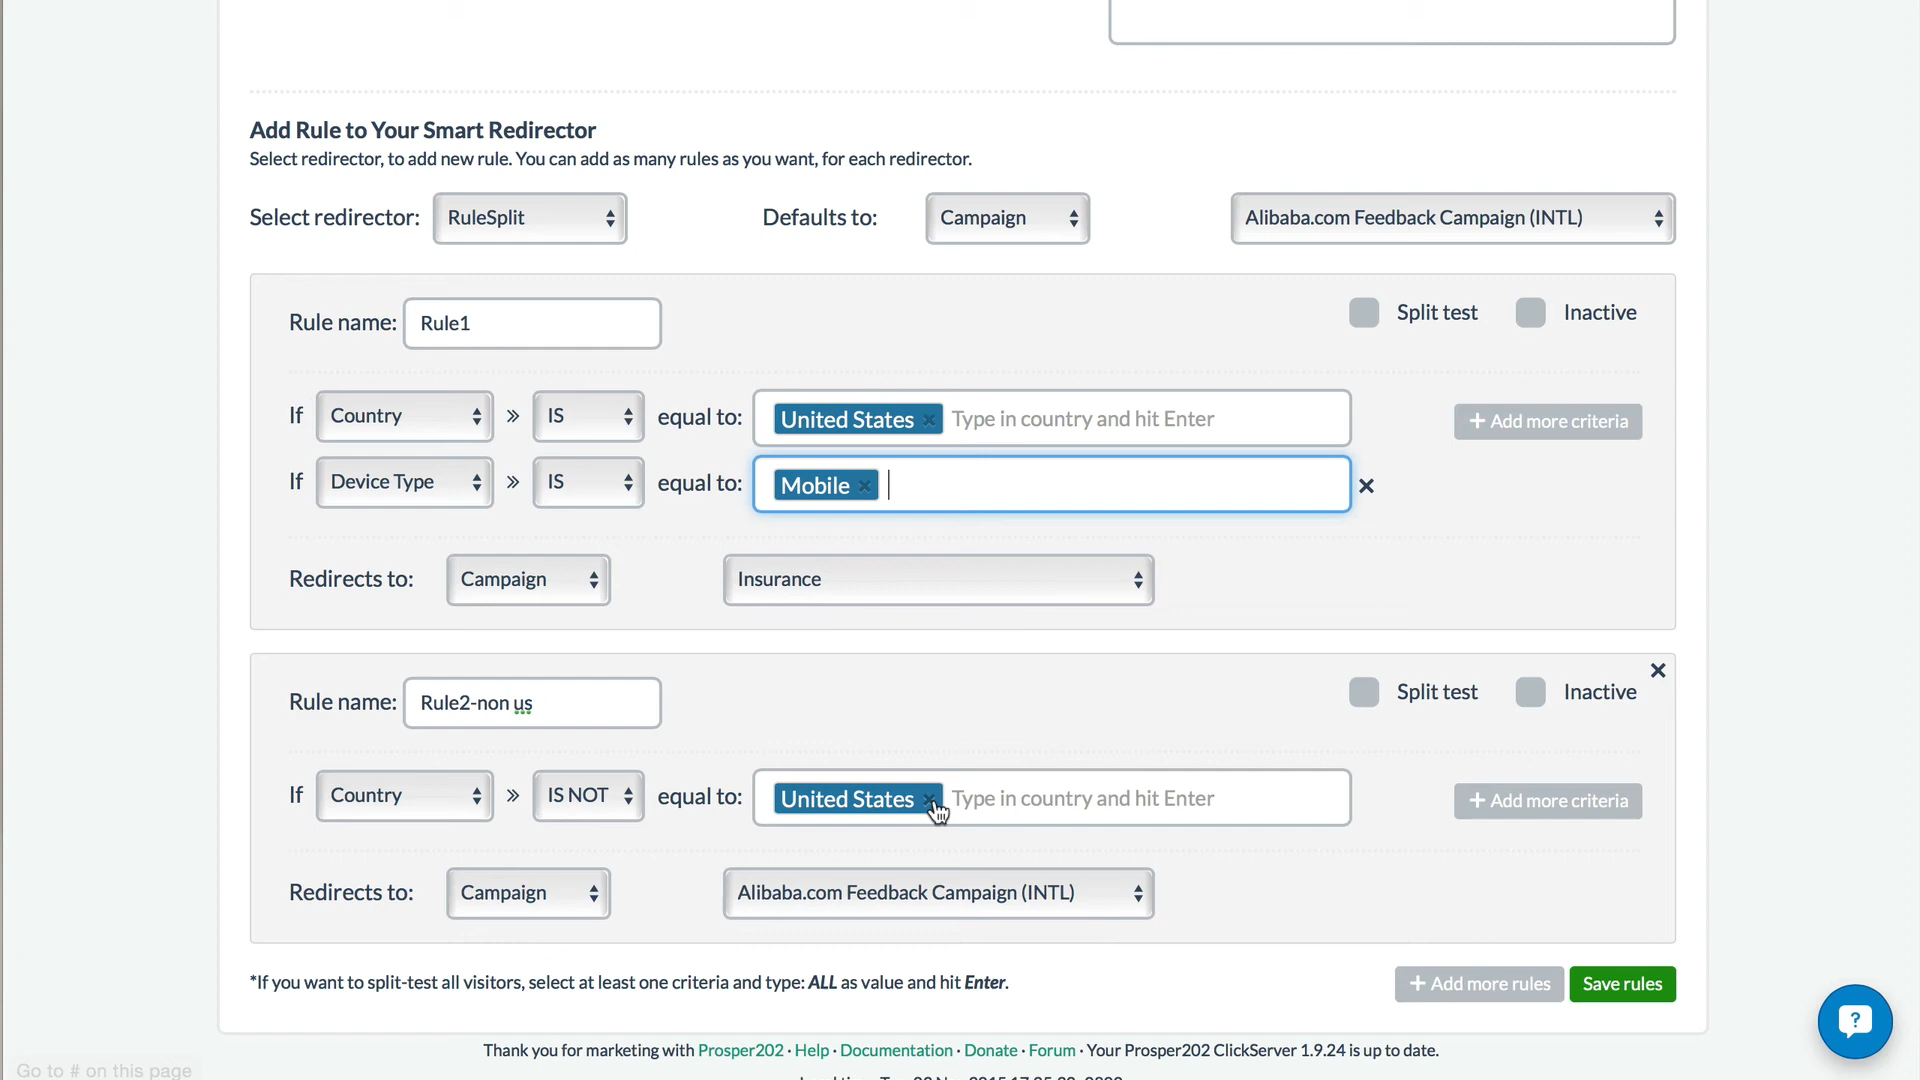 Add Rule to Your Smart Redirector
Select redirector, to add new rule. You can add as many rules as you want, for each redirector.
Select redirector: RuleSplit Defaults to: Campaign Alibaba.com Feedback Campaign (INTL)
Rule name: Rule1 Split test Inactive
If Country » IS equal to: United States × Type in country and hit Enter + Add more criteria
If Device Type » IS equal to: Mobile × ×
Redirects to: Campaign Insurance
×
Rule name: Rule2-non us Split test Inactive
If Country » IS NOT equal to: United States × Type in country and hit Enter + Add more criteria
Redirects to: Campaign Alibaba.com Feedback Campaign (INTL)
*If you want to split-test all visitors, select at least one criteria and type: ALL as value and hit Enter. + Add more rules Save rules
Thank you for marketing with Prosper202 · Help · Documentation · Donate · Forum · Your Prosper202 ClickServer 1.9.24 is up to date.
Go to # on this page